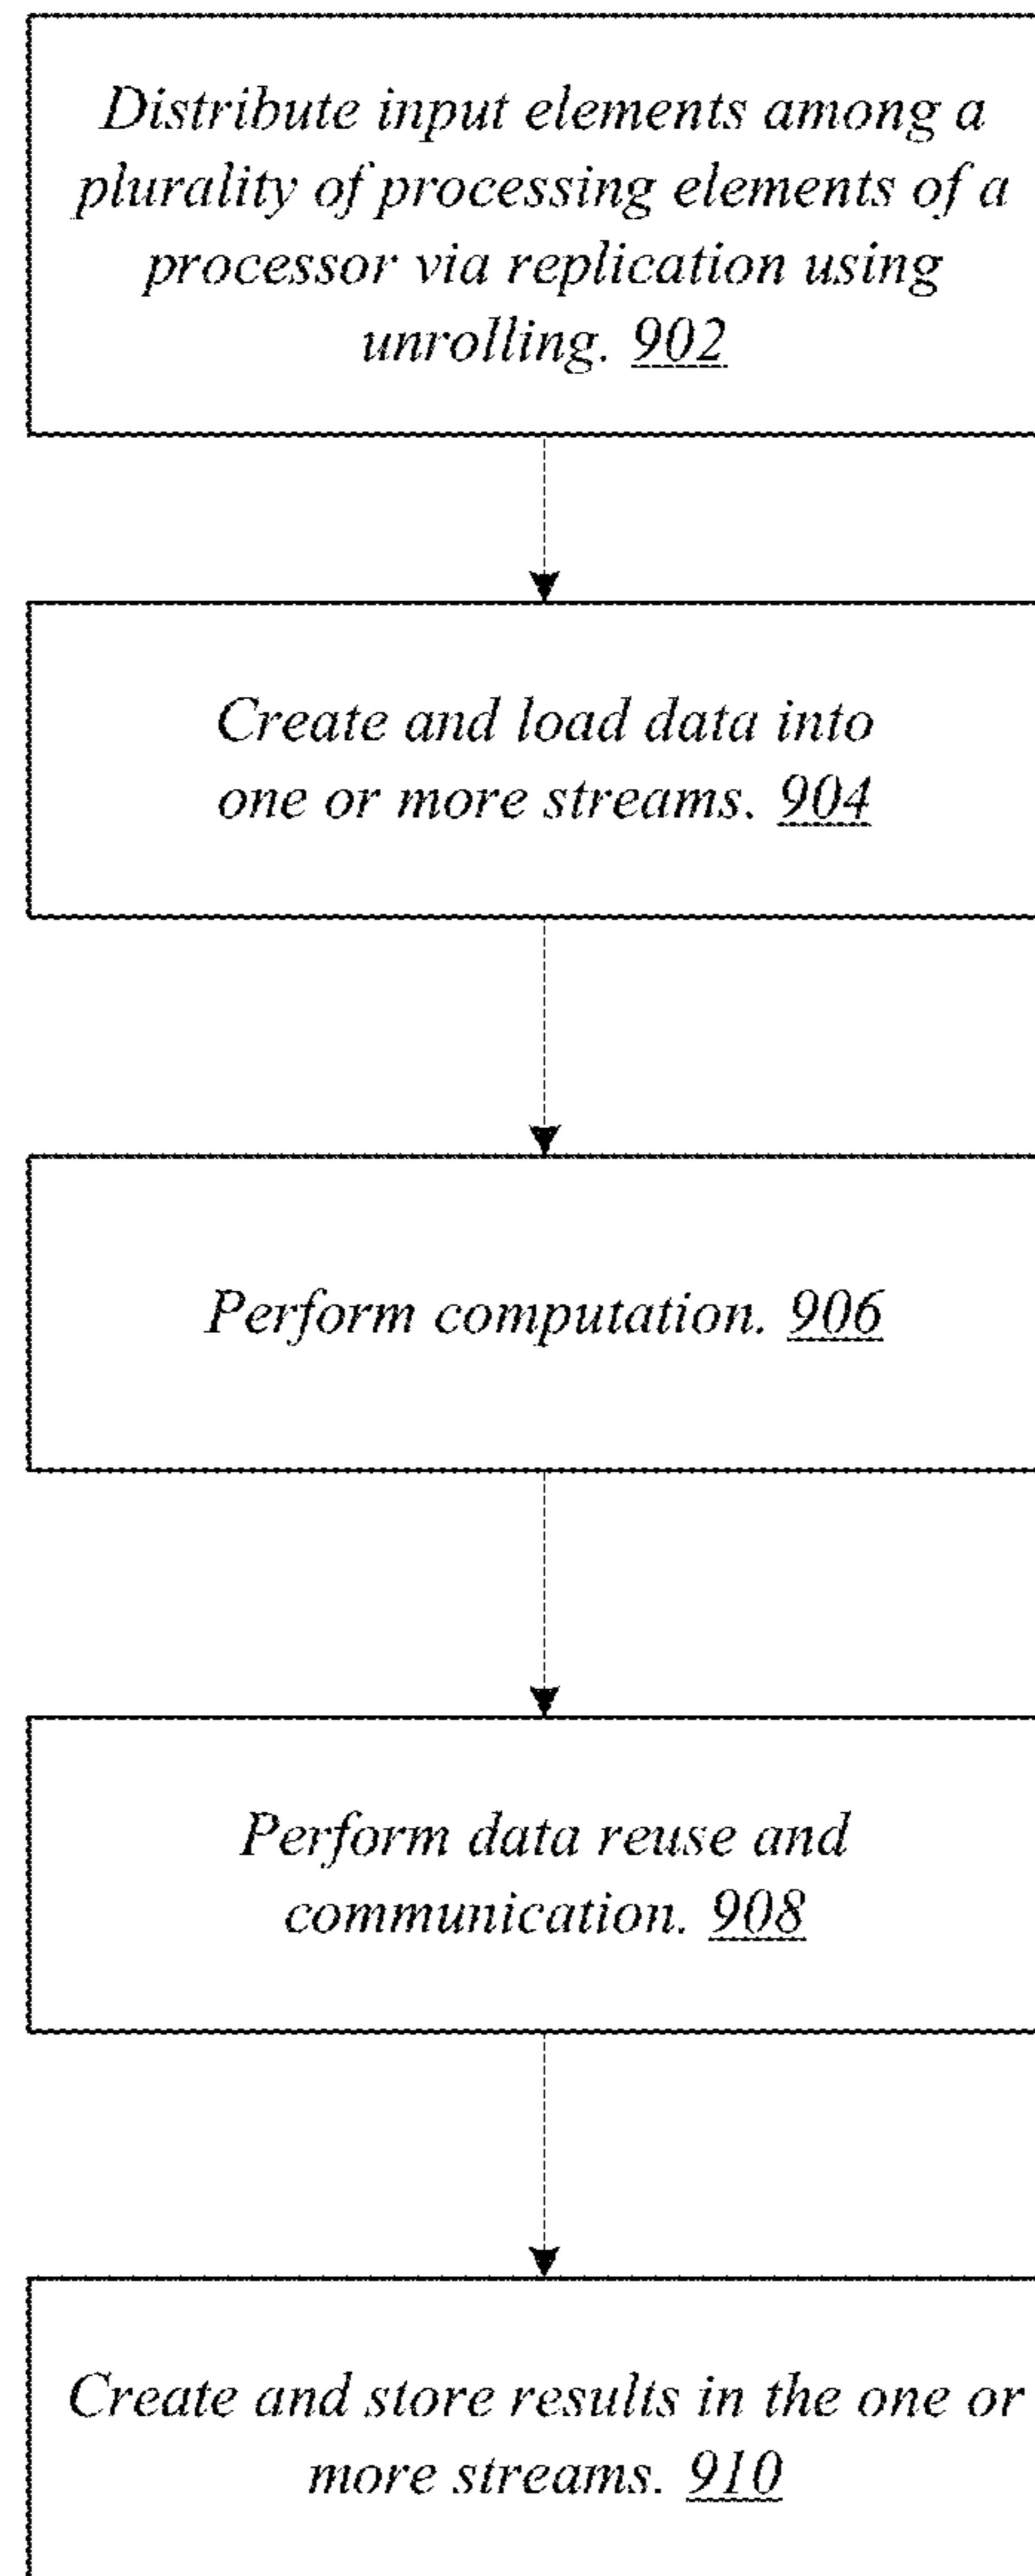 Distribute input elements among a
plurality of processing elements of a
processor via replication using
unrolling. 902
Create and load data into
one or more streams. 904
Perform computation. 906
Perform data reuse and
communication. 908
Create and store results in the one or
more streams. 910